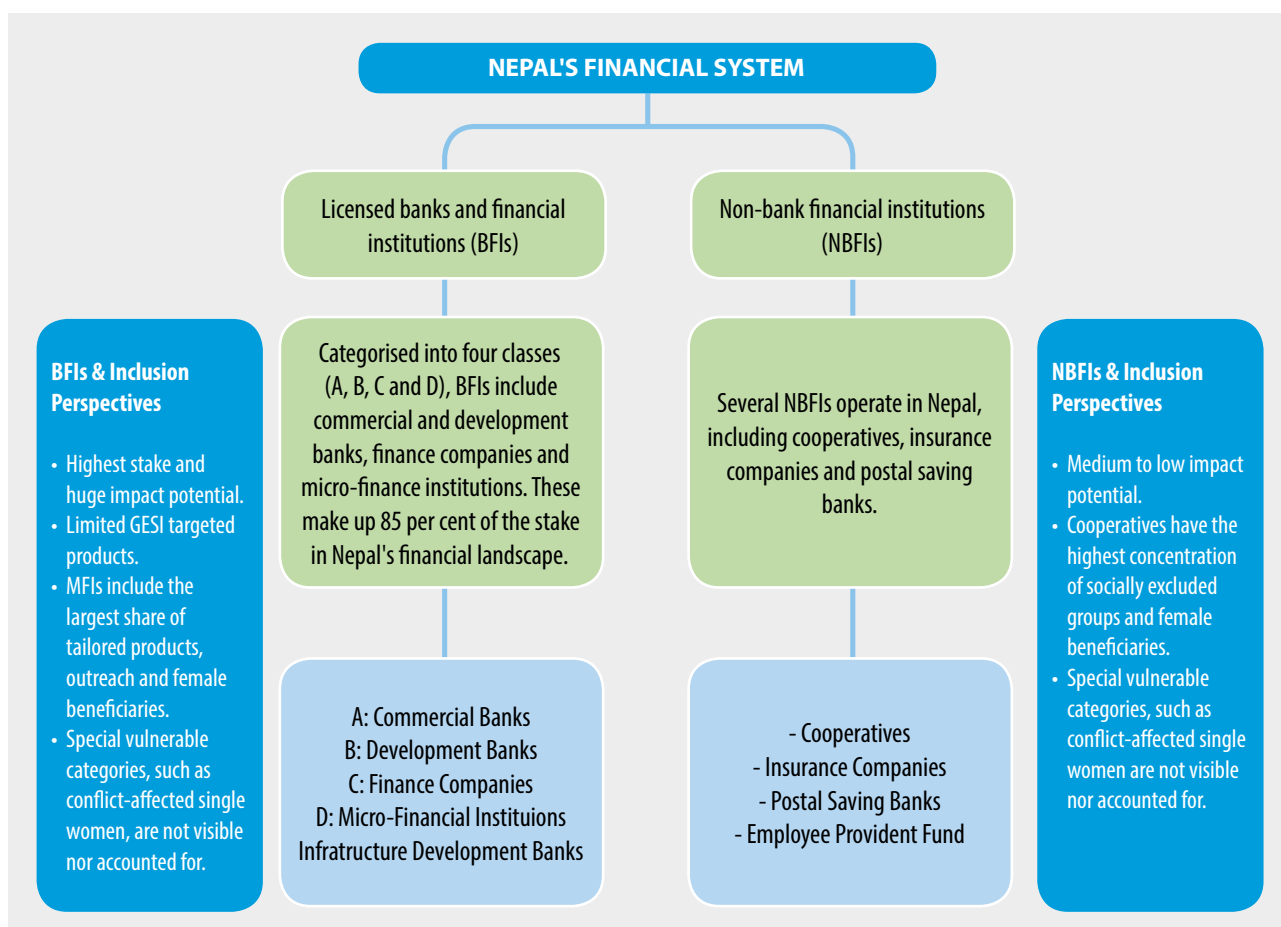 NEPAL'S FINANCIAL SYSTEM
Licensed banks and financial
institutions (BFIs)
Non-bank financial institutions
(NBFIs)
BFIs & Inclusion
Perspectives
• Highest stake and
huge impact potential.
• Limited GESI targeted
products.
• MFIs include the
largest share of
tailored products,
outreach and female
beneficiaries.
• Special vulnerable
categories, such as
conflict-affected single
women, are not visible
nor accounted for.
Categorised into four classes
(A, B, C and D), BFIs include
commercial and development
banks, finance companies and
micro-finance institutions. These
make up 85 per cent of the stake
in Nepal's financial landscape.
Several NBFIs operate in Nepal,
including cooperatives, insurance
companies and postal saving
banks.
NBFIs & Inclusion
Perspectives
• Medium to low impact
potential.
• Cooperatives have the
highest concentration
of socially excluded
groups and female
beneficiaries.
• Special vulnerable
categories, such as
conflict-affected single
women are not visible
nor accounted for.
A: Commercial Banks
B: Development Banks
C: Finance Companies
D: Micro-Financial Instituions
Infratructure Development Banks
- Cooperatives
- Insurance Companies
- Postal Saving Banks
- Employee Provident Fund